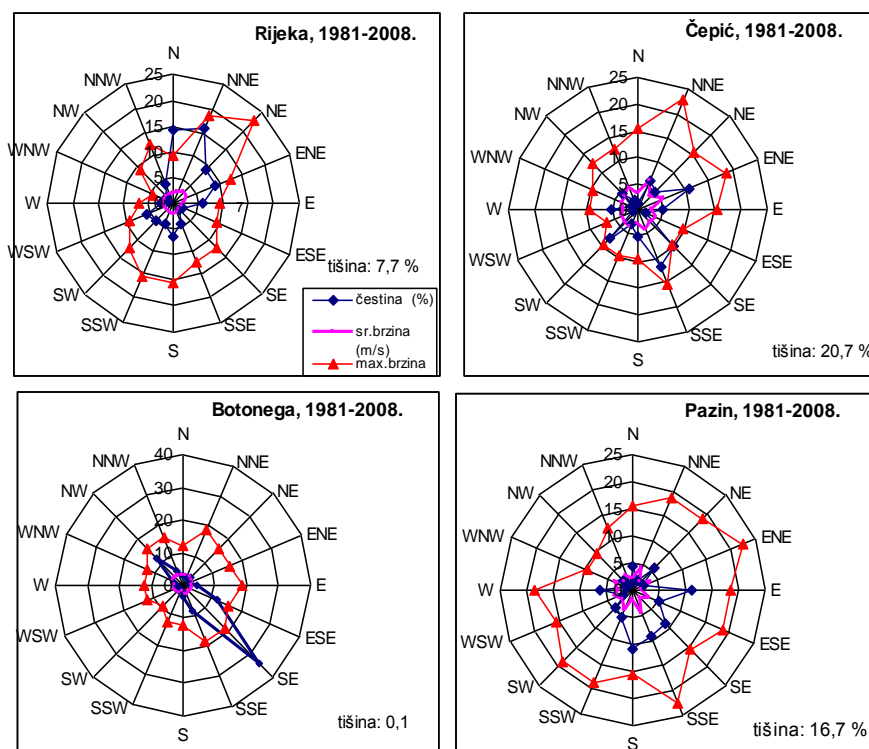 Rijeka, 1981-2008.
N
NNW
NNE
NW
NE
WNW
ENE
W
E
WSW
ESE
SW
SE
SSW
SSE
S
25
20
15
10
5
7
tišina: 7,7 %
čestina (%)
sr.brzina
(m/s)
max.brzina
Čepić, 1981-2008.
N
NNW
NNE
NW
NE
WNW
ENE
W
E
WSW
ESE
SW
SE
SSW
SSE
S
25
20
15
10
5
tišina: 20,7 %
Botonega, 1981-2008.
N
NNW
NNE
NW
NE
WNW
ENE
W
E
WSW
ESE
SW
SE
SSW
SSE
S
40
30
20
10
0
tišina: 0,1
Pazin, 1981-2008.
N
NNW
NNE
NW
NE
WNW
ENE
W
E
WSW
ESE
SW
SE
SSW
SSE
S
25
20
15
10
5
tišina: 16,7 %